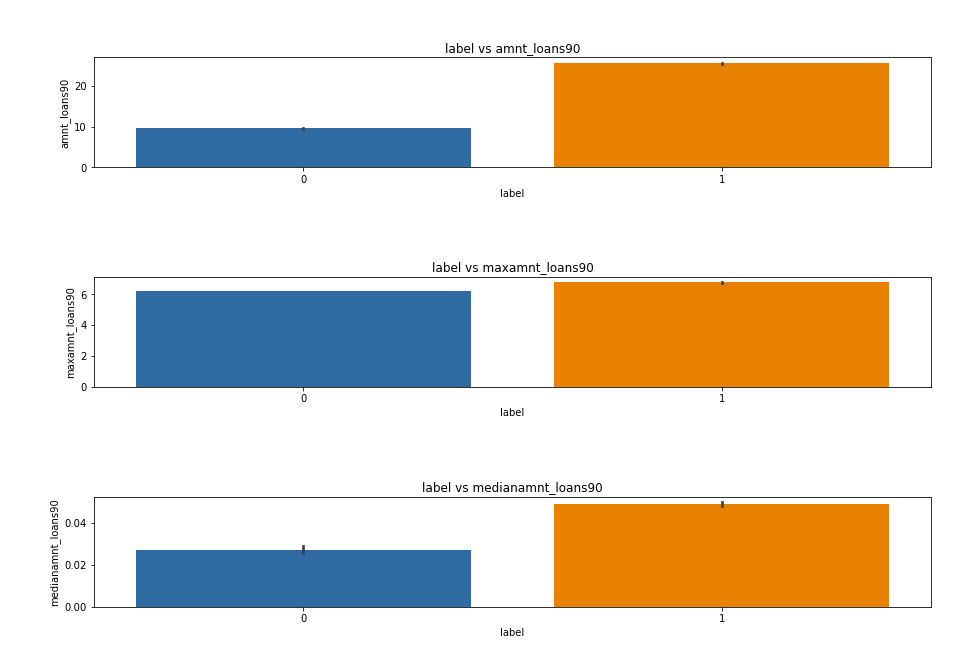 label vs amnt_loans90
amnt_loans90
20
10
0
0 1
label
label vs maxamnt_loans90
maxamnt_loans90
6
4
2
0
0 1
label
label vs medianamnt_loans90
medianamnt_loans90
0.04
0.02
0.00
0 1
label